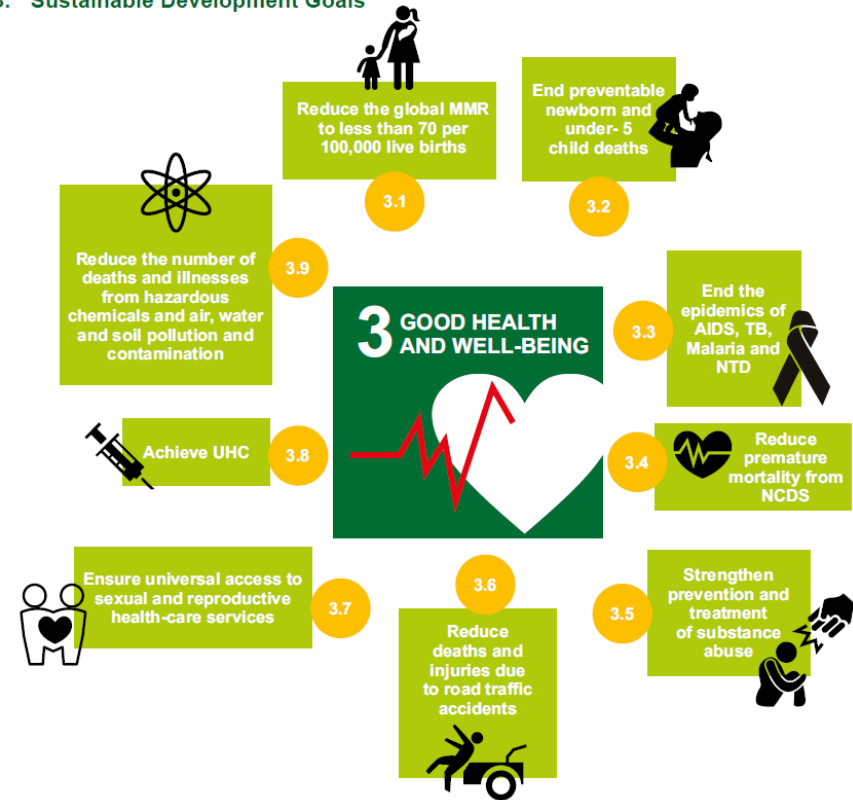 3. Sustainable Development Goals
Reduce the global MMR
to less than 70 per
100,000 live births
3.1
End preventable
newborn and
under- 5
child deaths
3.2
End the
epidemics of
AIDS, TB,
Malaria and
NTD
3.3
Reduce
premature
mortality from
NCDS
3.4
Strengthen
prevention and
treatment
of substance
abuse
3.5
3.6
Reduce
deaths and
injuries due
to road traffic
accidents
Ensure universal access to
sexual and reproductive
health-care services
3.7
Achieve UHC
3.8
Reduce the number of
deaths and illnesses
from hazardous
chemicals and air, water
and soil pollution and
contamination
3.9
3 GOOD HEALTH
AND WELL-BEING